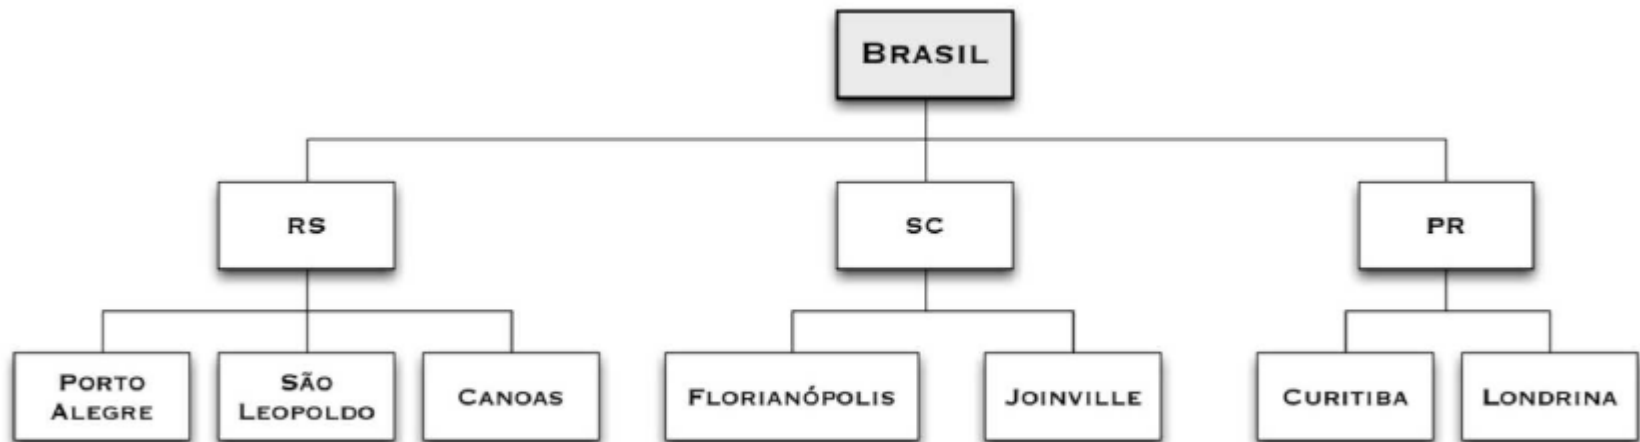 BRASIL
RS
SC
PR
PORTO
ALEGRE
SÃO
LEOPOLDO
CANOAS
FLORIANÓPOLIS
JOINVILLE
CURITIBA
LONDRINA